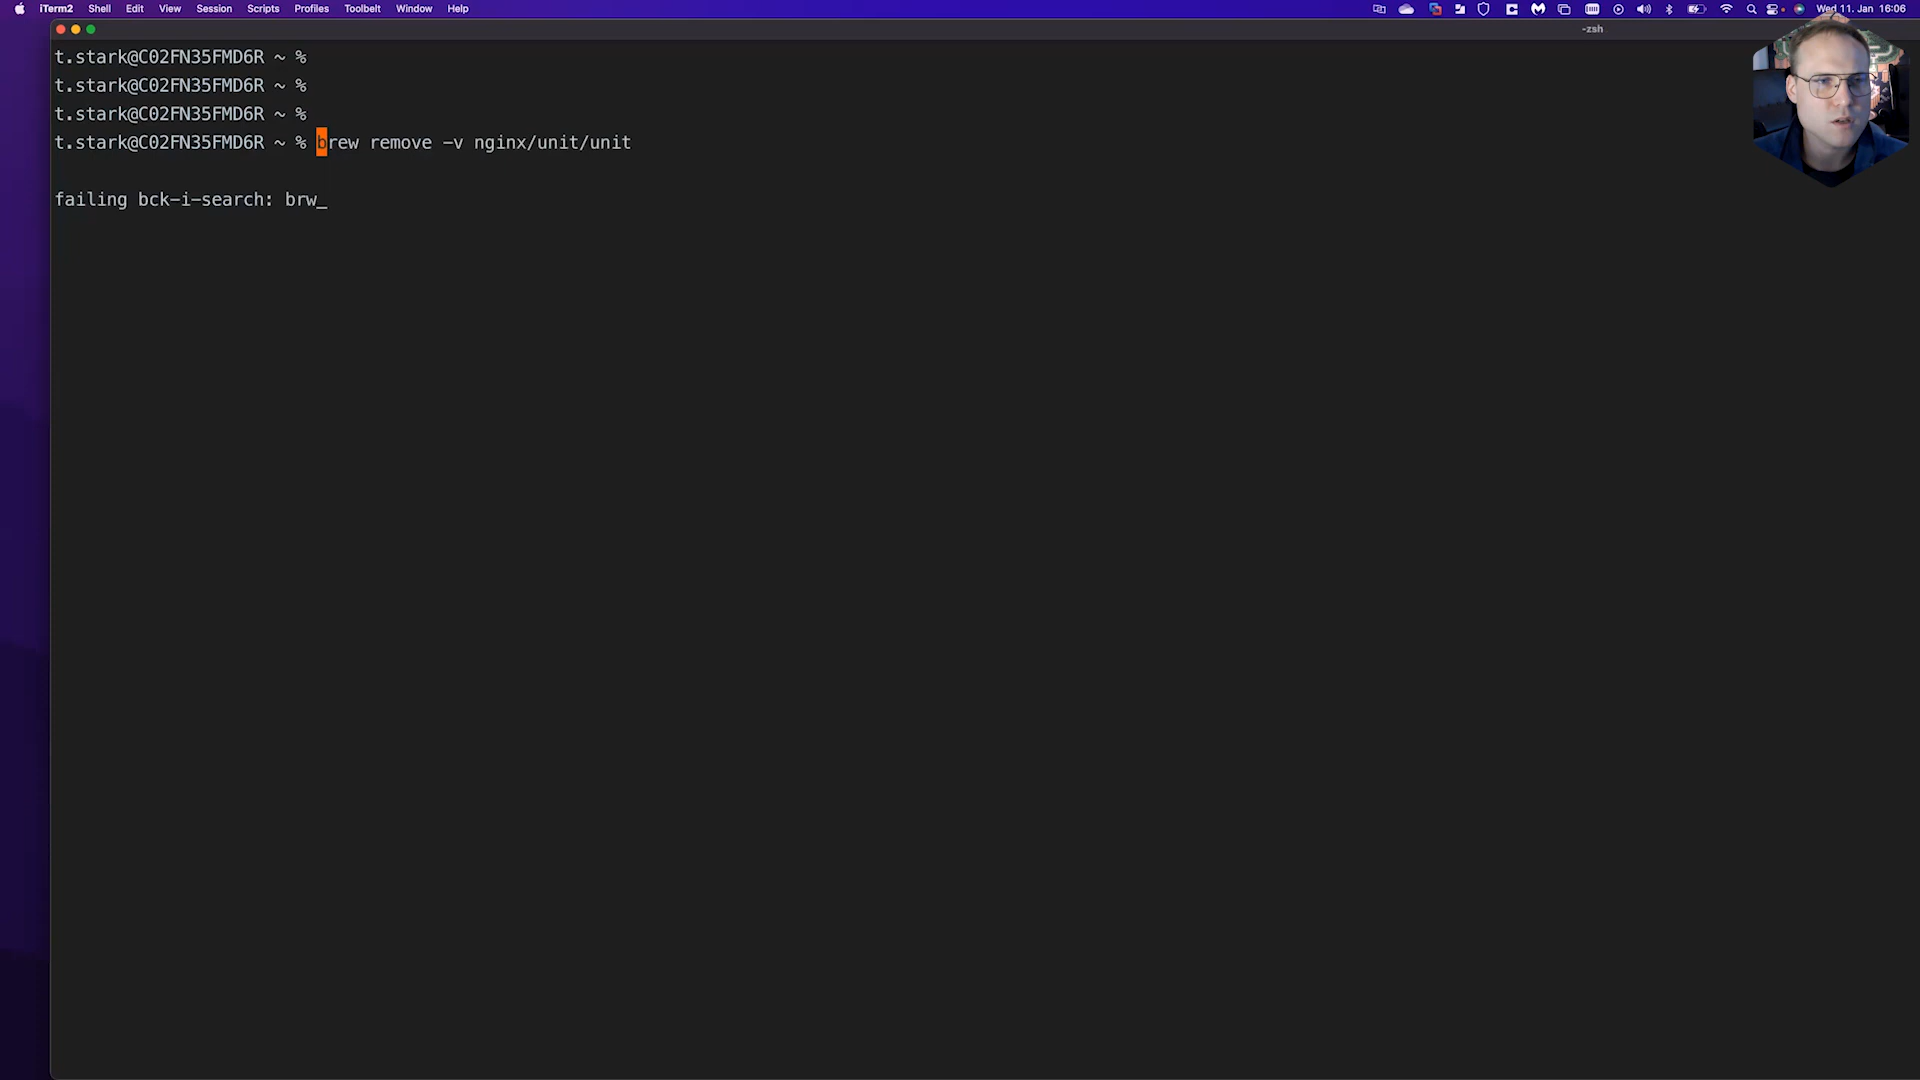 iTerm2 Shell Edit View Session Scripts Profiles Toolbelt Window Help Wed 11. Jan 16:06
-zsh
t.stark@C02FN35FMD6R ~ %
t.stark@C02FN35FMD6R ~ %
t.stark@C02FN35FMD6R ~ %
t.stark@C02FN35FMD6R ~ % brew remove -v nginx/unit/unit
failing bck-i-search: brw_